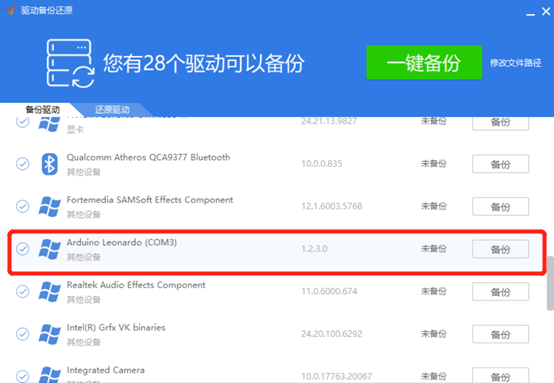 驱动备份还原
您有28个驱动可以备份
一键备份
修改文件路径
备份驱动
还原驱动
显卡
24.21.13.9827
未备份
备份
Qualcomm Atheros QCA9377 Bluetooth
其他设备
10.0.0.835
未备份
备份
Fortemedia SAMSoft Effects Component
其他设备
12.1.6003.5768
未备份
备份
Arduino Leonardo (COM3)
其他设备
1.2.3.0
未备份
备份
Realtek Audio Effects Component
其他设备
11.0.6000.674
未备份
备份
Intel(R) Grfx VK binaries
其他设备
24.20.100.6292
未备份
备份
Integrated Camera
10.0.17763.20067
未备份
备份